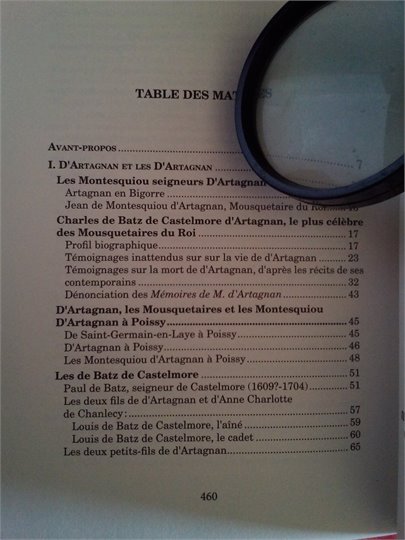 TABLE DES MAT ES
AVANT-PROPOS ............ 7
I. D'ARTAGNAN ET LES D'ARTAGNAN ............
Les Montesquiou seigneurs D'Artagnan
Artagnan en Bigorre ............
Jean de Montesquiou d'Artagnan, Mousquetaire du Roi ............
Charles de Batz de Castelmore d'Artagnan, le plus célèbre
des Mousquetaires du Roi ............ 17
Profil biographique ............ 17
Témoignages inattendus sur sur la vie de d'Artagnan ............ 23
Témoignages sur la mort de d'Artagnan, d'après les récits de ses
contemporains ............ 32
Dénonciation des Mémoires de M. d'Artagnan ............ 43
D'Artagnan, les Mousquetaires et les Montesquiou
D'Artagnan à Poissy ............ 45
De Saint-Germain-en-Laye à Poissy ............ 45
D'Artagnan à Poissy ............ 46
Les Montesquiou d'Artagnan à Poissy ............ 48
Les de Batz de Castelmore ............ 51
Paul de Batz, seigneur de Castelmore (1609?-1704) ............ 51
Les deux fils de d'Artagnan et d'Anne Charlotte
de Chanlecy : ............ 57
Louis de Batz de Castelmore, l'aîné ............ 59
Louis de Batz de Castelmore, le cadet ............ 60
Les deux petits-fils de d'Artagnan ............ 65
460